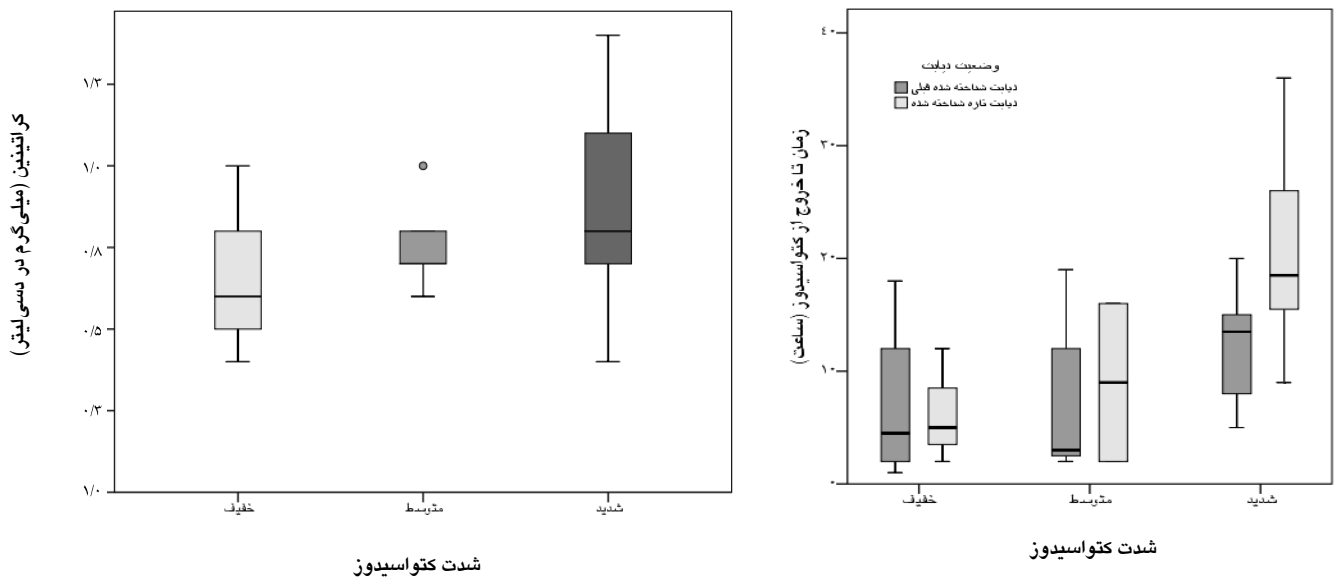 کراتینین (میلی‌گرم در دسی‌لیتر)
۱/۳
۱/۰
۰/۸
۰/۵
۰/۳
۱/۰
خفیف
متوسط
شدید
شدت کتواسیدوز
زمان تا خروج از کتواسیدوز (ساعت)
۴۰
۳۰
۲۰
۱۰
۰
وضعیت دیابت
دیابت شناخته شده قبلی
دیابت تازه شناخته شده
خفیف
متوسط
شدید
شدت کتواسیدوز